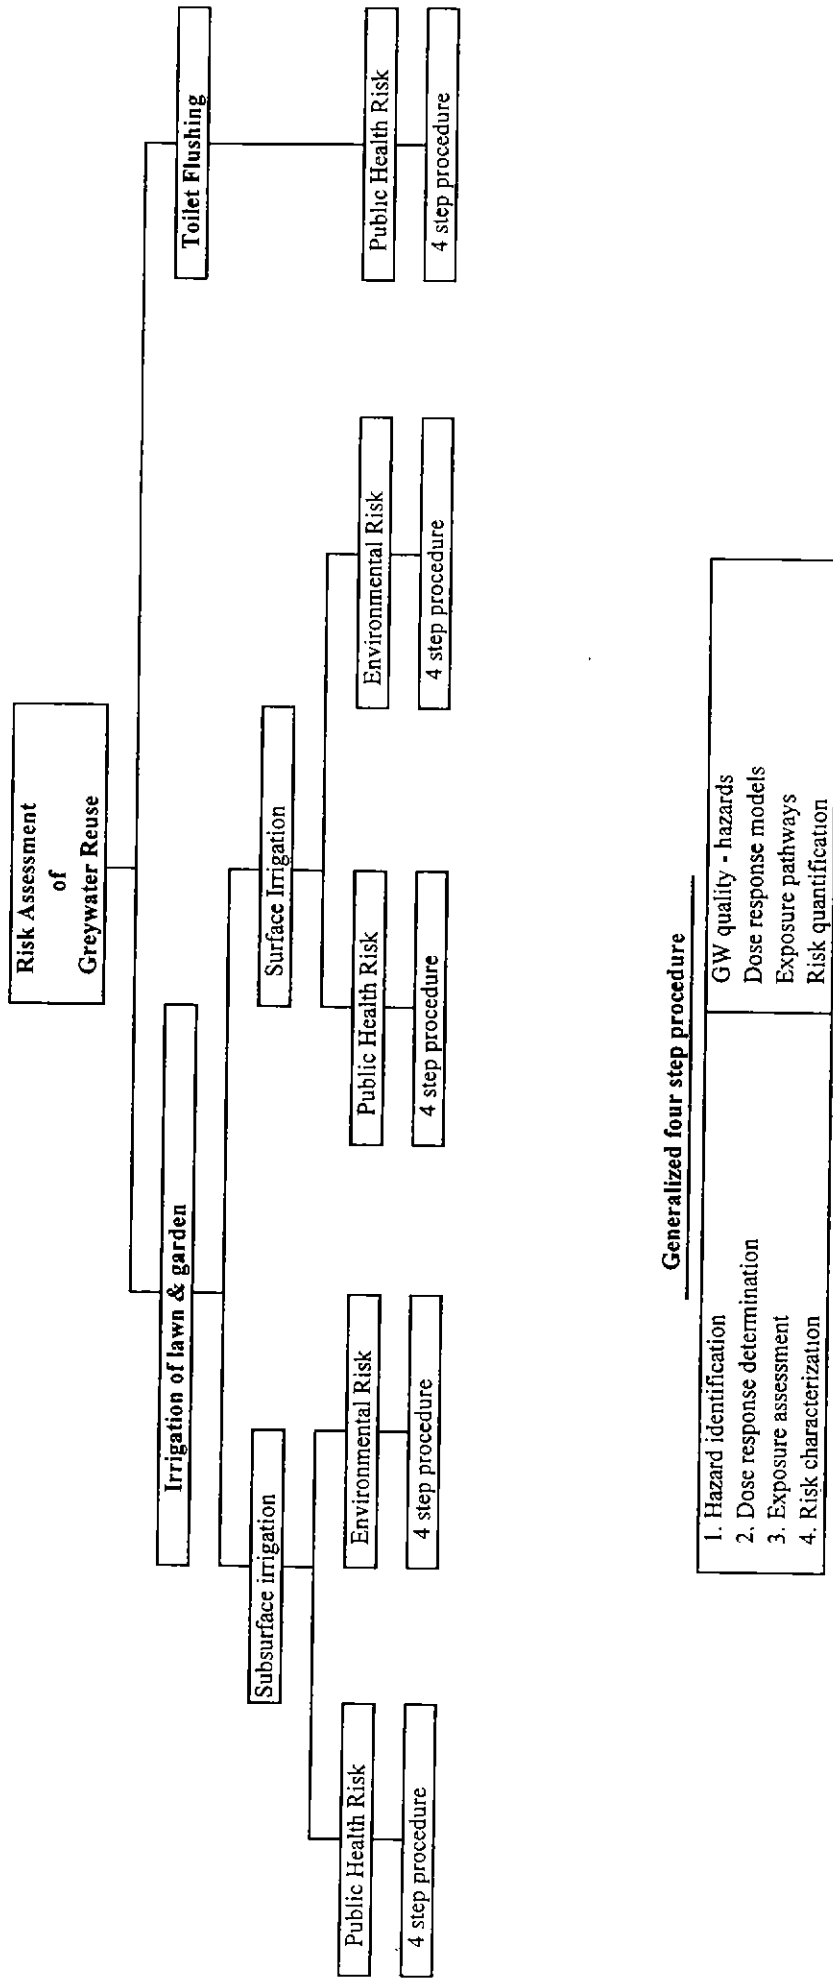 Risk Assessment
of
Greywater Reuse
Irrigation of lawn & garden
Toilet Flushing
Subsurface irrigation
Surface Irrigation
Public Health Risk
Environmental Risk
Public Health Risk
Environmental Risk
Public Health Risk
4 step procedure
4 step procedure
4 step procedure
4 step procedure
4 step procedure
Generalized four step procedure
1. Hazard identification
GW quality - hazards
2. Dose response determination
Dose response models
3. Exposure assessment
Exposure pathways
4. Risk characterization
Risk quantification